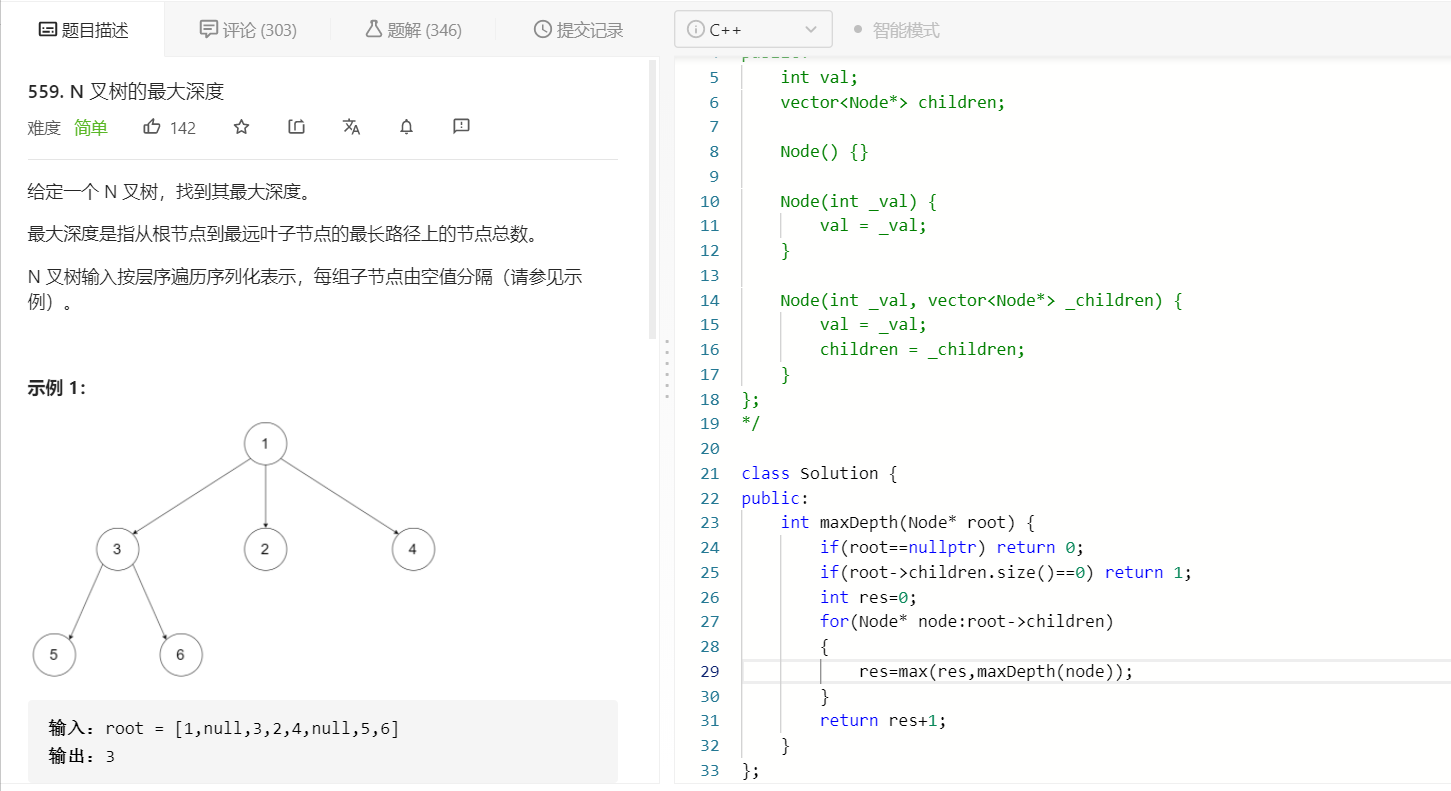 题目描述
评论 (303)
题解 (346)
提交记录
559. N 叉树的最大深度
难度 简单 142
给定一个 N 叉树，找到其最大深度。
最大深度是指从根节点到最远叶子节点的最长路径上的节点总数。
N 叉树输入按层序遍历序列化表示，每组子节点由空值分隔（请参见示
例）。
示例 1：
1
3 2 4
5 6
输入：root = [1,null,3,2,4,null,5,6]
输出：3
C++ 智能模式
5 int val;
6 vector<Node*> children;
7
8 Node() {}
9
10 Node(int _val) {
11 val = _val;
12 }
13
14 Node(int _val, vector<Node*> _children) {
15 val = _val;
16 children = _children;
17 }
18 };
19 */
20
21 class Solution {
22 public:
23 int maxDepth(Node* root) {
24 if(root==nullptr) return 0;
25 if(root->children.size()==0) return 1;
26 int res=0;
27 for(Node* node:root->children)
28 {
29 res=max(res,maxDepth(node));
30 }
31 return res+1;
32 }
33 };